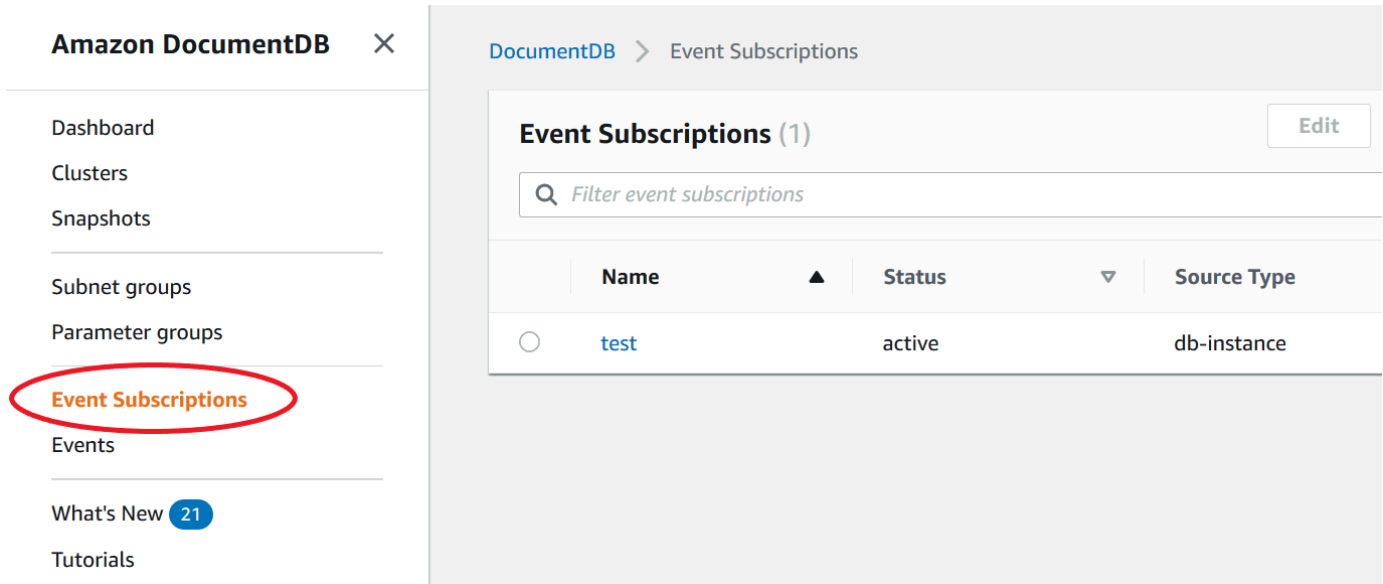 Amazon DocumentDB
Dashboard
Clusters
Snapshots
Subnet groups
Parameter groups
Event Subscriptions
Events
What's New 21
Tutorials
DocumentDB > Event Subscriptions
Event Subscriptions (1)
Edit
Filter event subscriptions
Name Status Source Type
test active db-instance